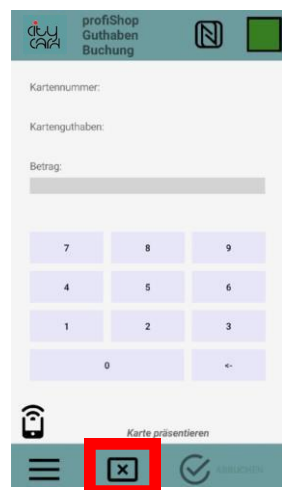 city
card
profiShop
Guthaben
Buchung
Kartennummer:
Kartenguthaben:
Betrag:
7 8 9
4 5 6
1 2 3
0 <-
Karte präsentieren
ABBUCHEN